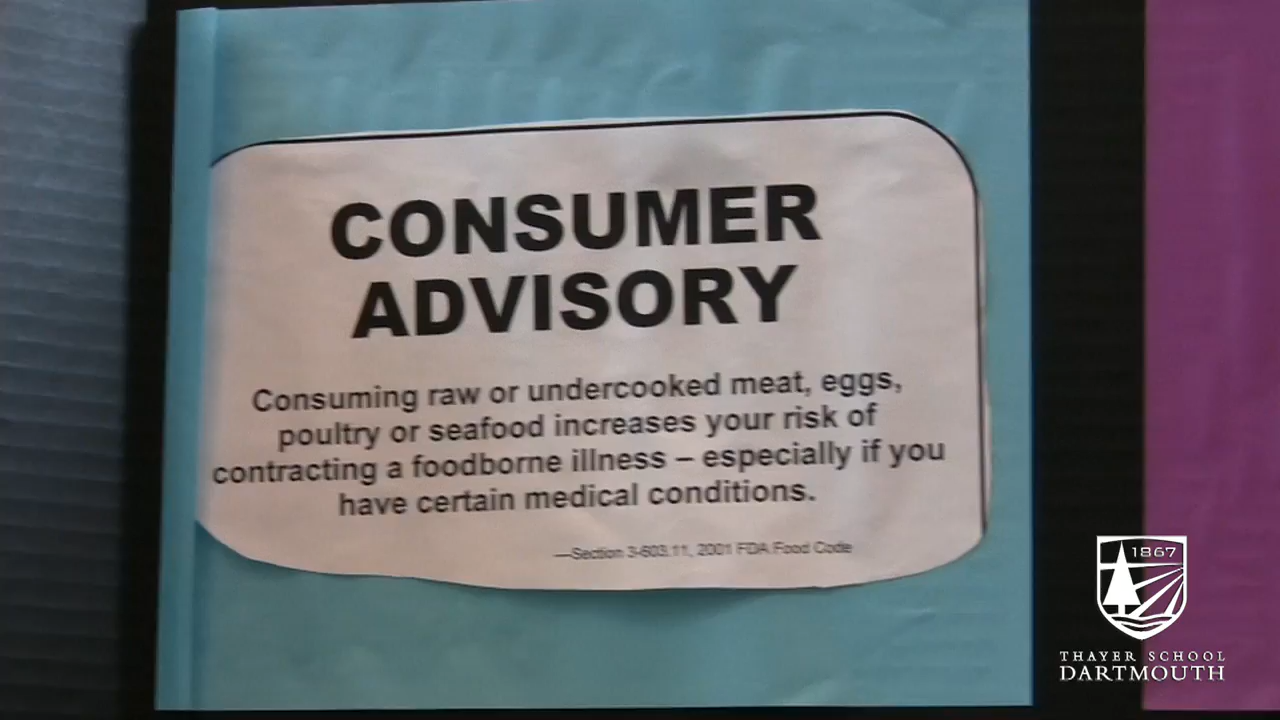 CONSUMER
ADVISORY
Consuming raw or undercooked meat, eggs,
poultry or seafood increases your risk of
contracting a foodborne illness – especially if you
have certain medical conditions.
—Section 3-603.11, 2001 FDA Food Code
1867
THAYER SCHOOL
DARTMOUTH